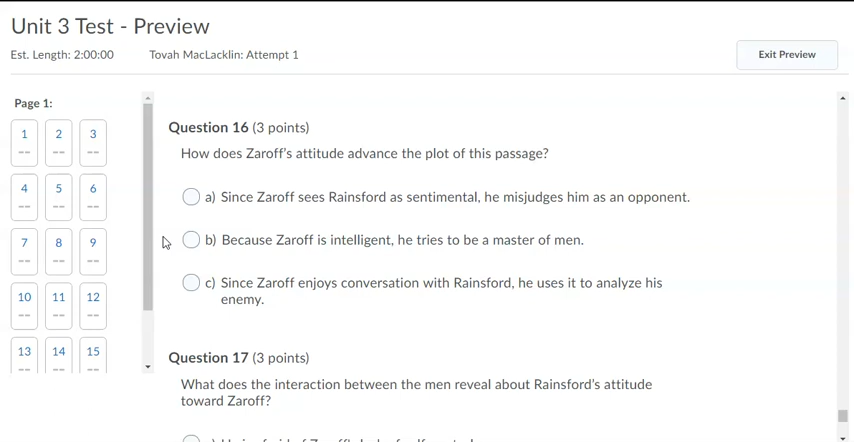 Unit 3 Test - Preview
Est. Length: 2:00:00 Tovah MacLacklin: Attempt 1
Exit Preview
Page 1:
1 2 3
-- -- --
4 5 6
-- -- --
7 8 9
-- -- --
10 11 12
-- -- --
13 14 15
-- -- --
Question 16 (3 points)
How does Zaroff's attitude advance the plot of this passage?
a) Since Zaroff sees Rainsford as sentimental, he misjudges him as an opponent.
b) Because Zaroff is intelligent, he tries to be a master of men.
c) Since Zaroff enjoys conversation with Rainsford, he uses it to analyze his
enemy.
Question 17 (3 points)
What does the interaction between the men reveal about Rainsford's attitude
toward Zaroff?